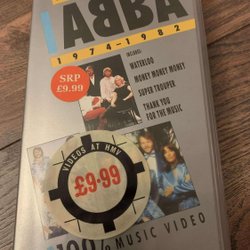 ABBA
1974-1982
INCLUDES:
WATERLOO
MONEY MONEY MONEY
SUPER TROUPER
THANK YOU
FOR THE MUSIC
SRP
£9.99
VIDEOS AT HMV
£9.99
MUSIC VIDEO